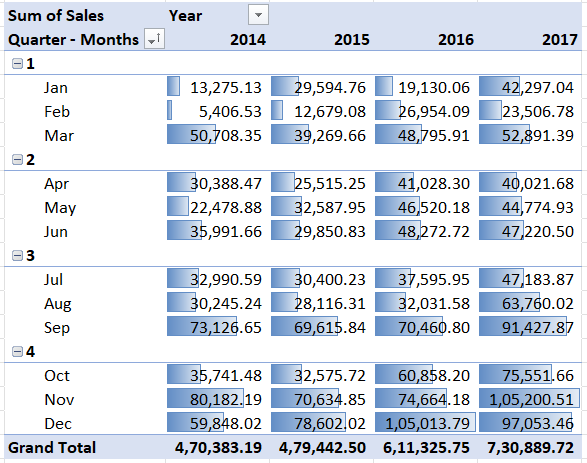 Sum of Sales Year
Quarter - Months 2014 2015 2016 2017
1
Jan 13,275.13 29,594.76 19,130.06 42,297.04
Feb 5,406.53 12,679.08 26,954.09 23,506.78
Mar 50,708.35 39,269.66 48,795.91 52,891.39
2
Apr 30,388.47 25,515.25 41,028.30 40,021.68
May 22,478.88 32,587.95 46,520.18 44,774.93
Jun 35,991.66 29,850.83 48,272.72 47,220.50
3
Jul 32,990.59 30,400.23 37,595.95 47,183.87
Aug 30,245.24 28,116.31 32,031.58 63,760.02
Sep 73,126.65 69,615.84 70,460.80 91,427.87
4
Oct 35,741.48 32,575.72 60,858.20 75,551.66
Nov 80,182.19 70,634.85 74,664.18 1,05,200.51
Dec 59,848.02 78,602.02 1,05,013.79 97,053.46
Grand Total 4,70,383.19 4,79,442.50 6,11,325.75 7,30,889.72